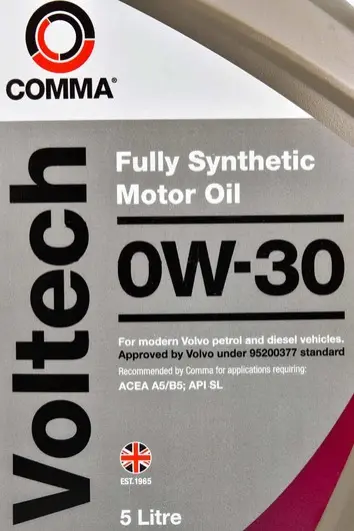 COMMA®
Voltech
Fully Synthetic
Motor Oil
0W-30
For modern Volvo petrol and diesel vehicles.
Approved by Volvo under 95200377 standard
Recommended by Comma for applications requiring:
ACEA A5/B5; API SL
EST.1965
5 Litre